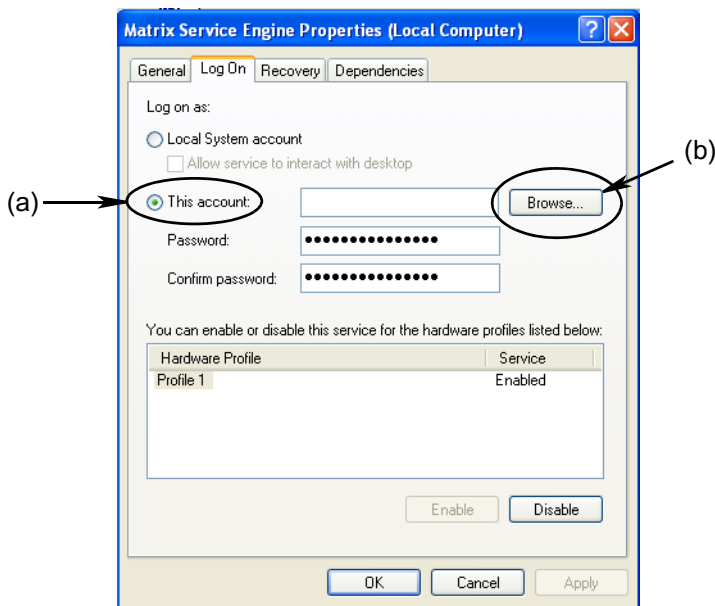 Matrix Service Engine Properties (Local Computer)
General Log On Recovery Dependencies
Log on as:
Local System account
Allow service to interact with desktop
(b)
(a)
This account:
Browse...
Password:
●●●●●●●●●●●●●●●
Confirm password:
●●●●●●●●●●●●●●●
You can enable or disable this service for the hardware profiles listed below:
Hardware Profile Service
Profile 1 Enabled
Enable Disable
OK Cancel Apply